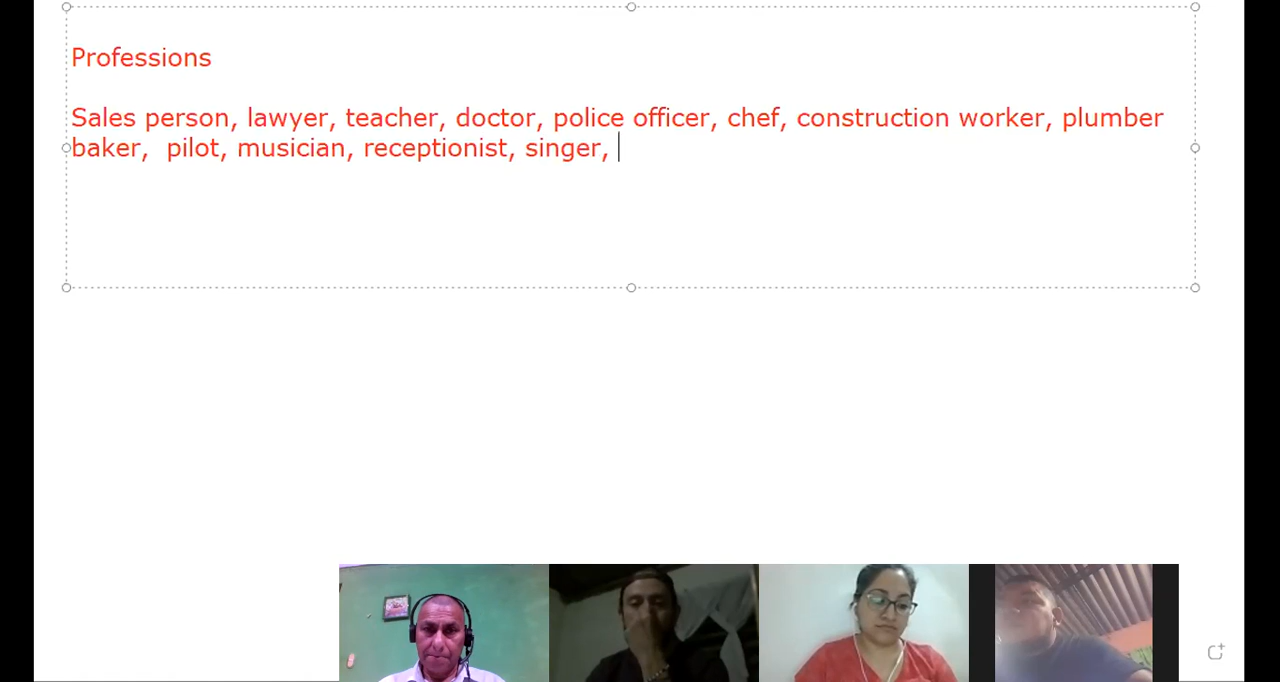 Professions
Sales person, lawyer, teacher, doctor, police officer, chef, construction worker, plumber
baker,  pilot, musician, receptionist, singer,